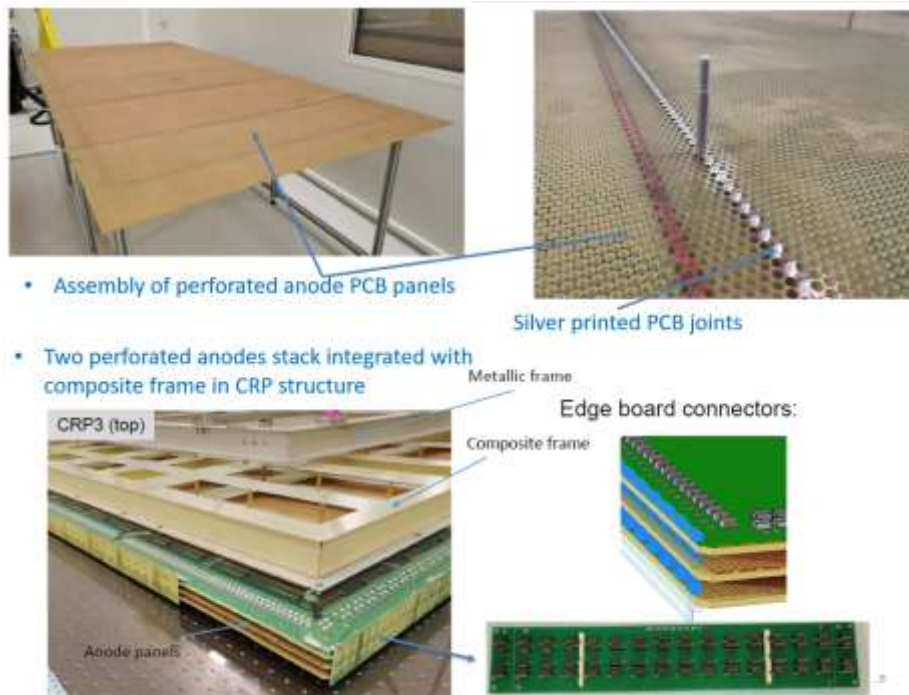 • Assembly of perforated anode PCB panels
Silver printed PCB joints
• Two perforated anodes stack integrated with
composite frame in CRP structure
Metallic frame
Edge board connectors:
CRP3 (top)
Composite frame
Anode panels